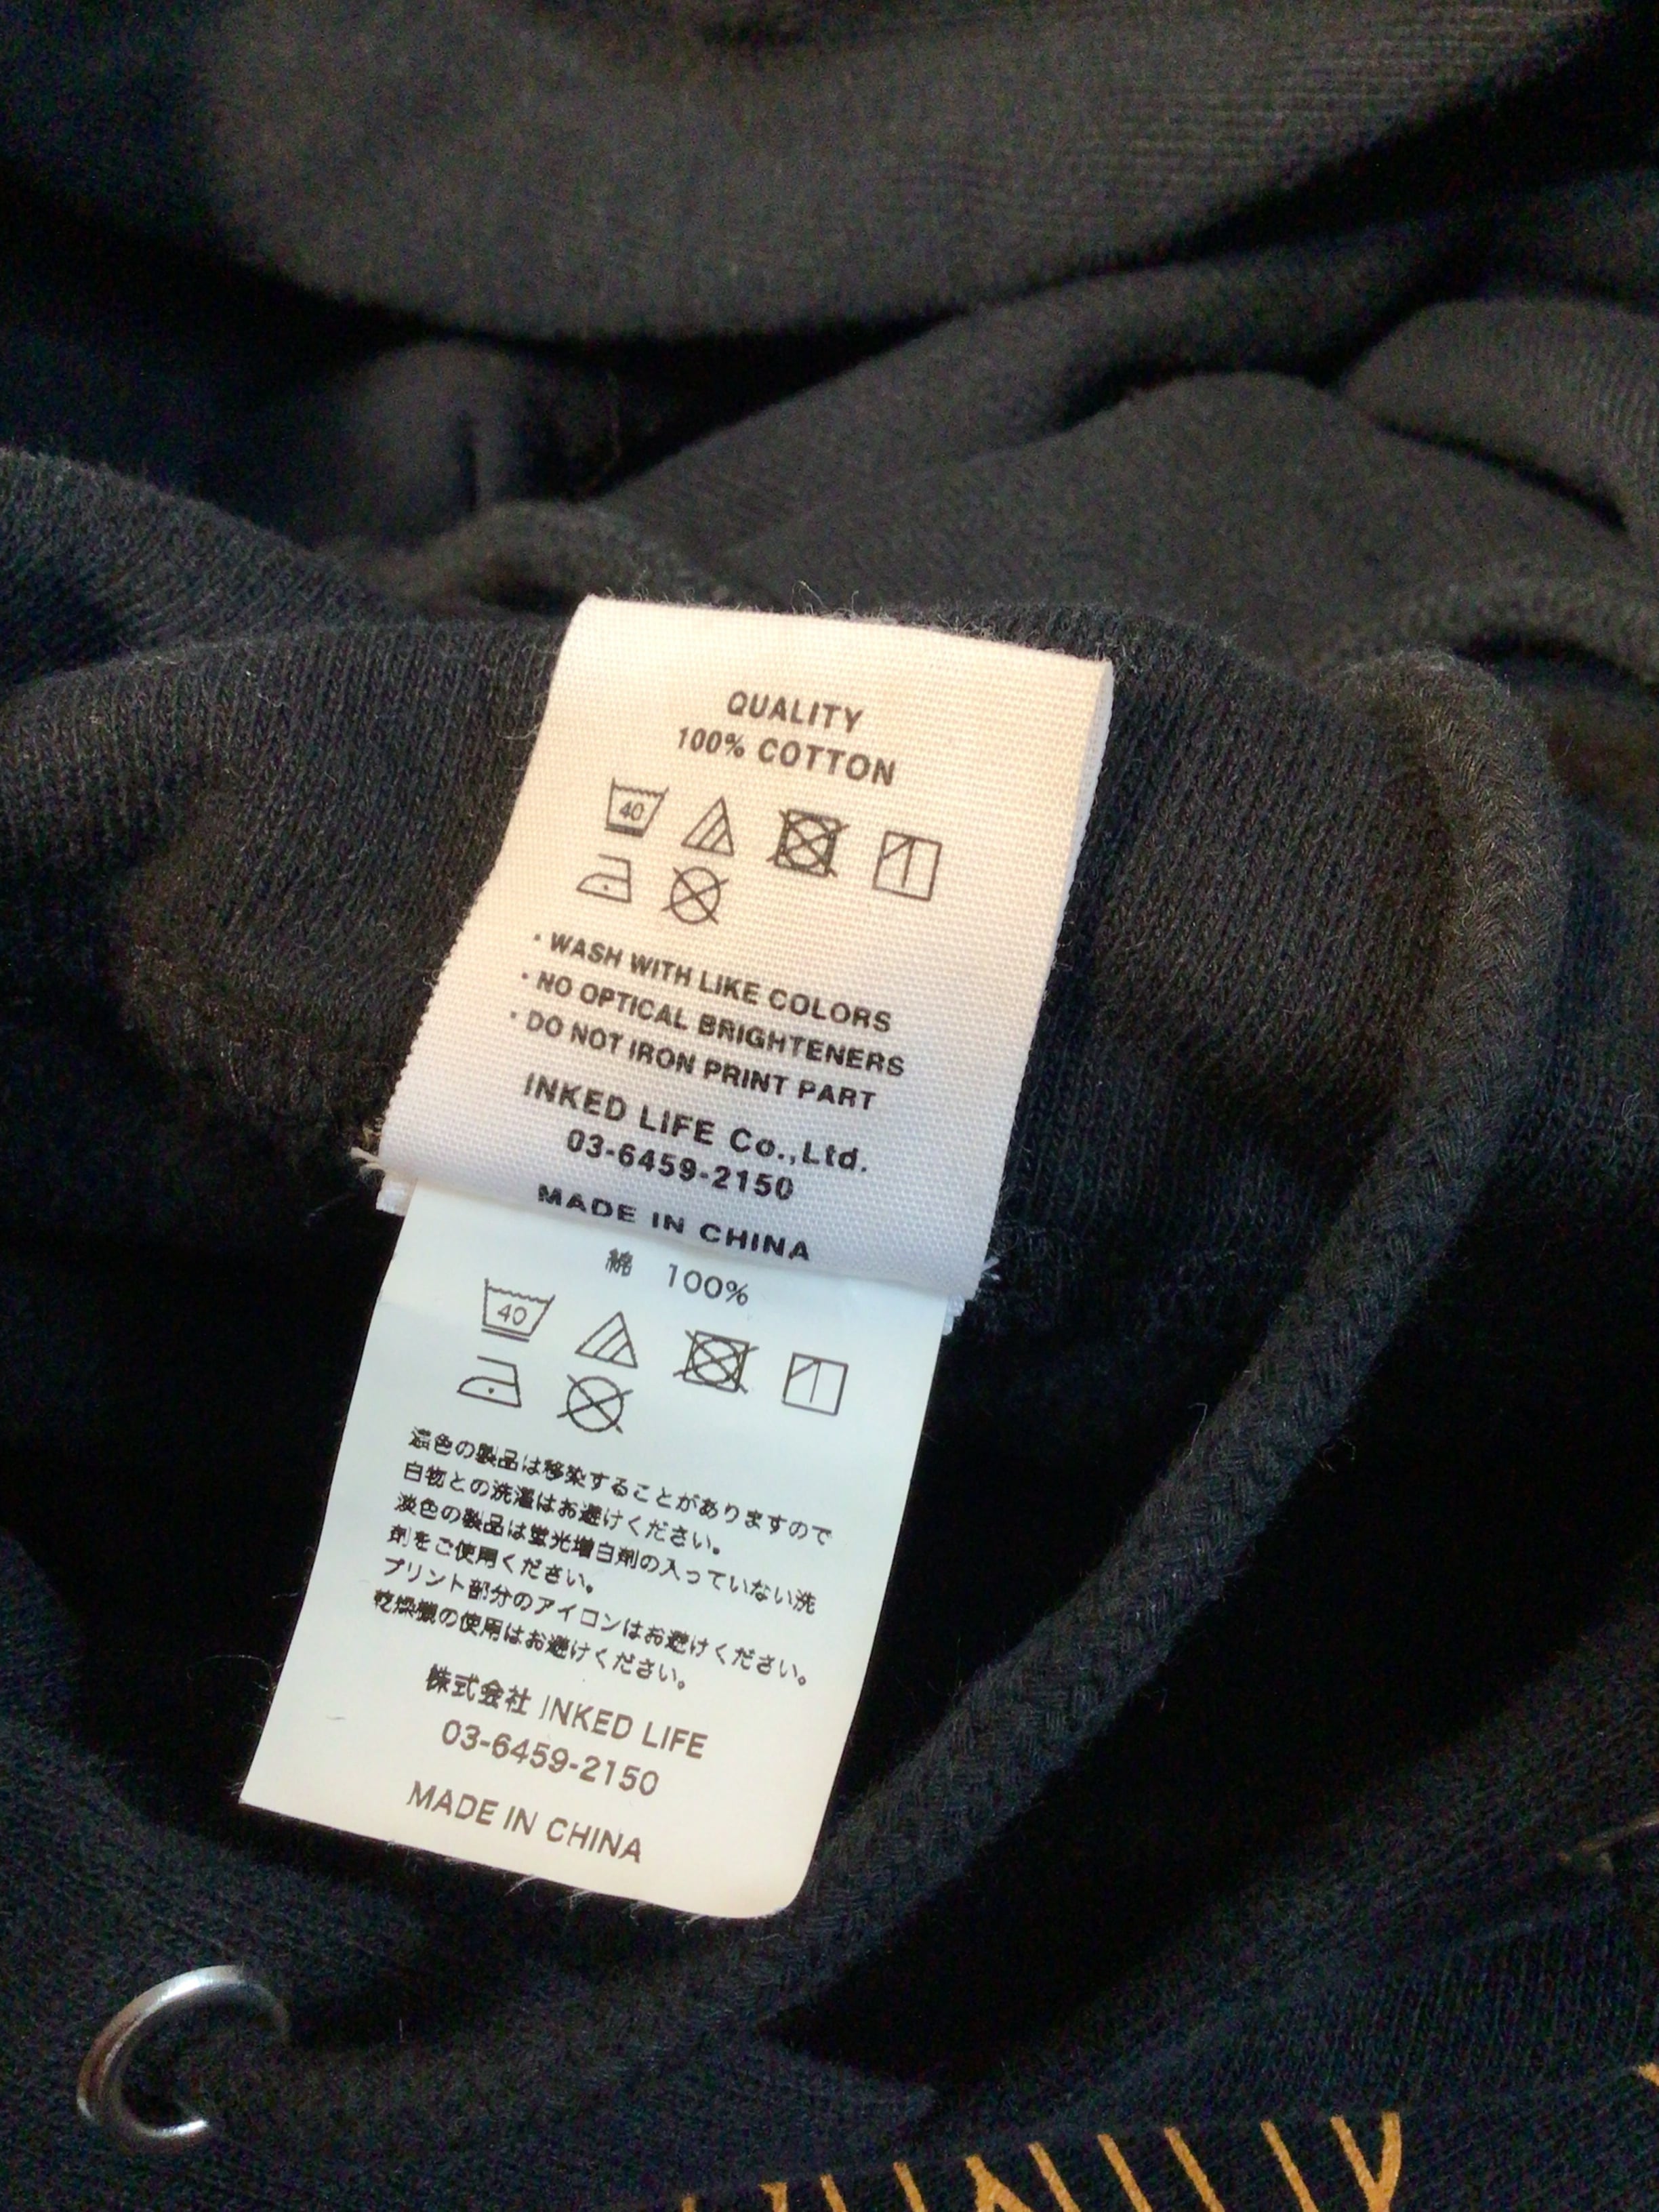 QUALITY
100% COTTON
40
· WASH WITH LIKE COLORS
· NO OPTICAL BRIGHTENERS
· DO NOT IRON PRINT PART
INKED LIFE Co.,Ltd.
03-6459-2150
MADE IN CHINA
綿 100%
40
濃色の製品は移染することがありますので
白物との洗濯はお避けください。
淡色の製品は蛍光増白剤の入っていない洗
剤をご使用ください。
プリント部分のアイロンはお避けください。
乾燥機の使用はお避けください。
株式会社 INKED LIFE
03-6459-2150
MADE IN CHINA